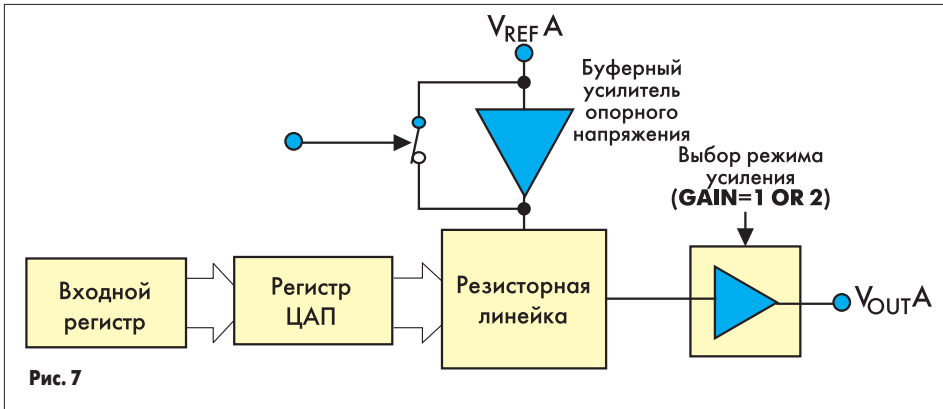 VREF A
Буферный
усилитель
опорного
напряжения
Выбор режима
усиления
(GAIN=1 OR 2)
Входной
регистр
Регистр
ЦАП
Резисторная
линейка
VOUTA
Рис. 7